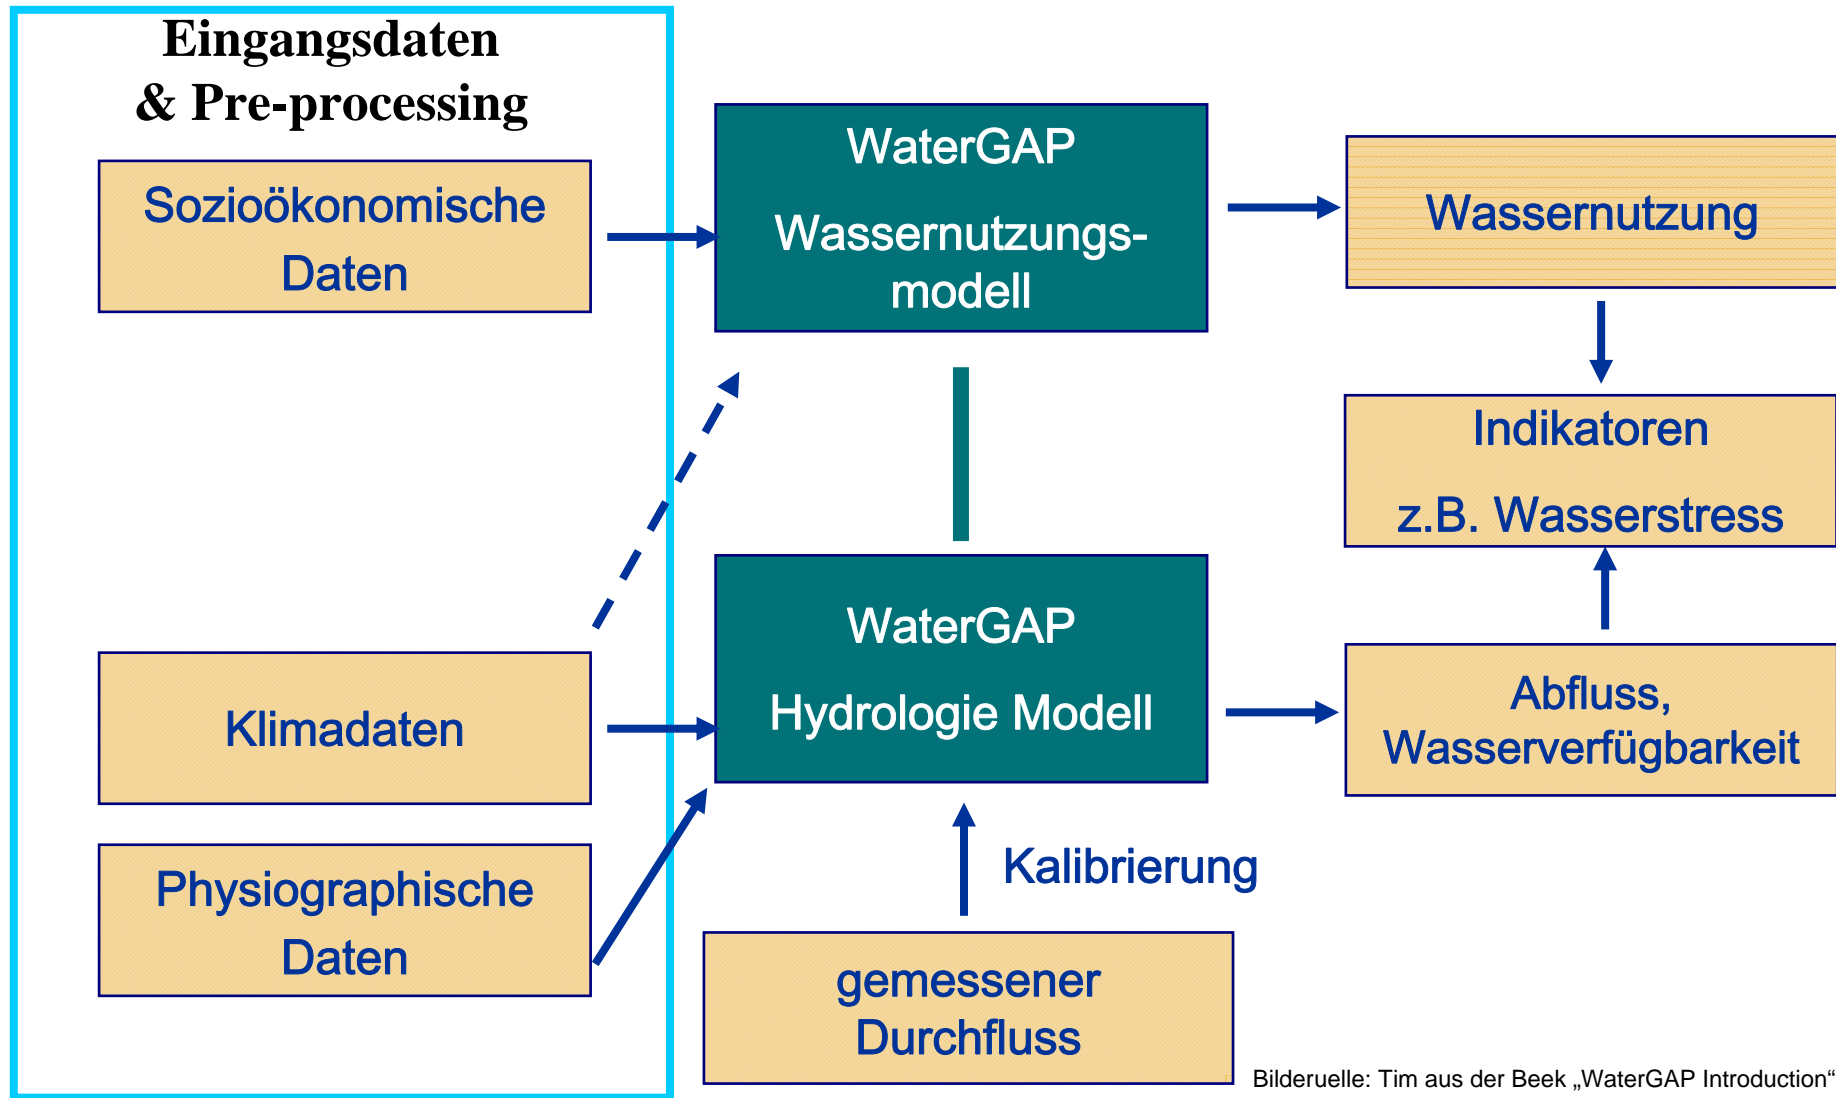 Eingangsdaten
& Pre-processing
Sozioökonomische
Daten
Klimadaten
Physiographische
Daten
WaterGAP
Wassernutzungs-
modell
WaterGAP
Hydrologie Modell
Kalibrierung
gemessener
Durchfluss
Wassernutzung
Indikatoren
z.B. Wasserstress
Abfluss,
Wasserverfügbarkeit
Bilderuelle: Tim aus der Beek „WaterGAP Introduction“